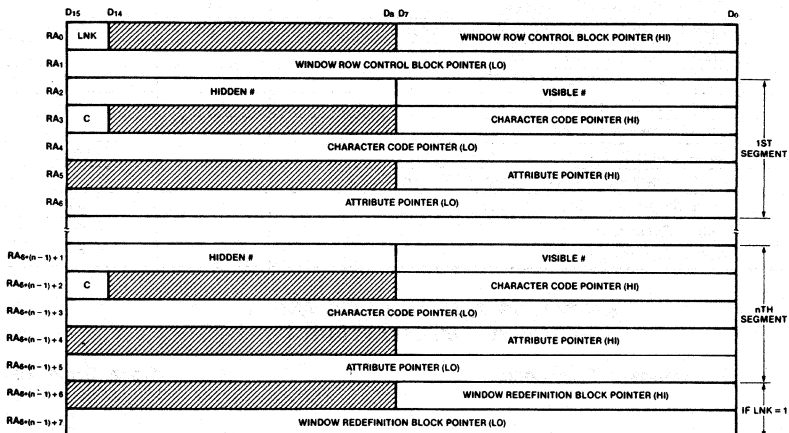 D15 D14 D8 D7 D0
RA0 LNK WINDOW ROW CONTROL BLOCK POINTER (HI)
RA1 WINDOW ROW CONTROL BLOCK POINTER (LO)
RA2 HIDDEN # VISIBLE #
RA3 C CHARACTER CODE POINTER (HI)
RA4 CHARACTER CODE POINTER (LO)
1ST
SEGMENT
RA5 ATTRIBUTE POINTER (HI)
RA6 ATTRIBUTE POINTER (LO)
RA6*(n - 1) + 1 HIDDEN # VISIBLE #
RA6*(n - 1) + 2 C CHARACTER CODE POINTER (HI)
RA6*(n - 1) + 3 CHARACTER CODE POINTER (LO)
nTH
SEGMENT
RA6*(n - 1) + 4 ATTRIBUTE POINTER (HI)
RA6*(n - 1) + 5 ATTRIBUTE POINTER (LO)
RA6*(n - 1) + 6 WINDOW REDEFINITION BLOCK POINTER (HI)
IF LNK = 1
RA6*(n - 1) + 7 WINDOW REDEFINITION BLOCK POINTER (LO)